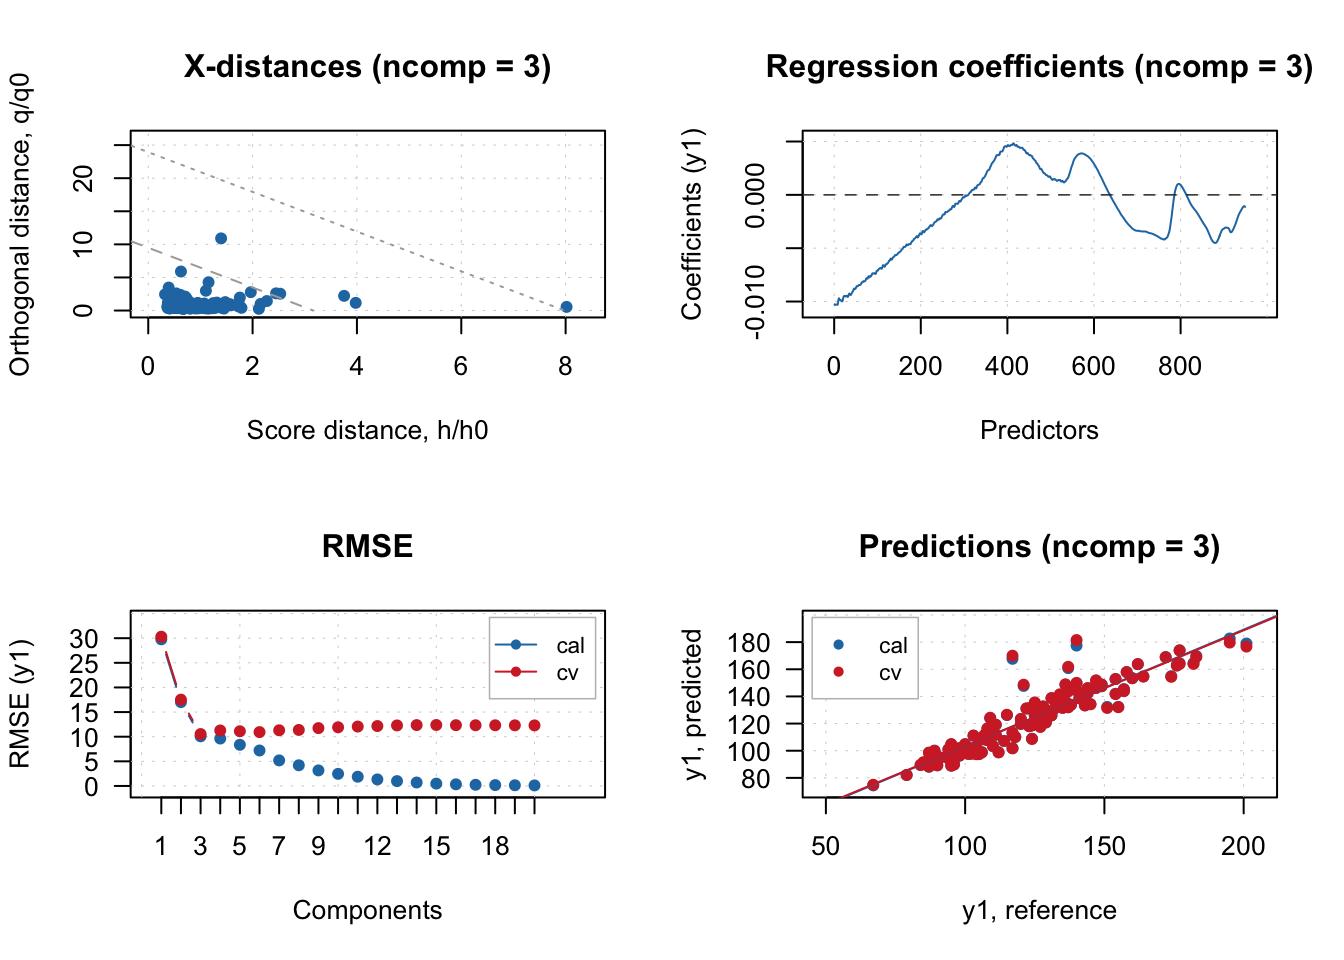 X-distances (ncomp = 3)
Orthogonal distance, q/q0
20
10
0
0 2 4 6 8
Score distance, h/h0
Regression coefficients (ncomp = 3)
Coefficients (y1)
0.000
-0.010
0 200 400 600 800
Predictors
RMSE
RMSE (y1)
30
25
20
15
10
5
0
cal
cv
1 3 5 7 9 12 15 18
Components
Predictions (ncomp = 3)
y1, predicted
180
160
140
120
100
80
cal
cv
50 100 150 200
y1, reference